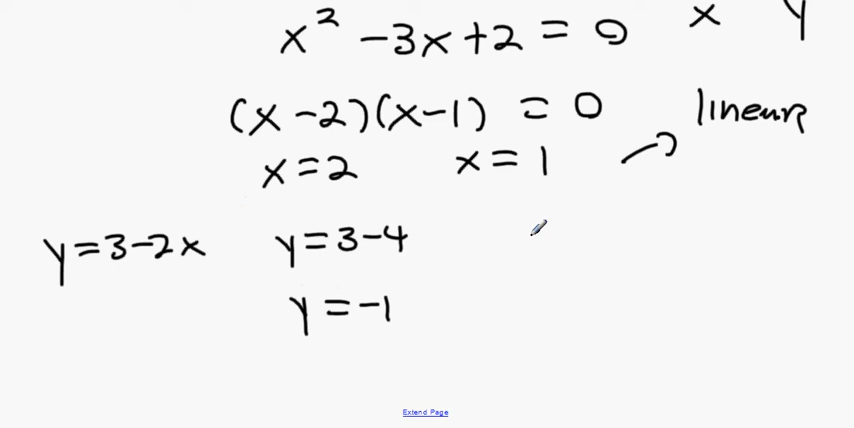 x² - 3x + 2 = 0 x y
(x - 2)(x - 1) = 0 linear
x = 2 x = 1
y = 3 - 2x y = 3 - 4
y = -1
Extend Page